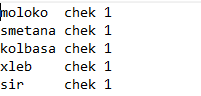 moloko chek 1
smetana chek 1
kolbasa chek 1
xleb chek 1
sir chek 1